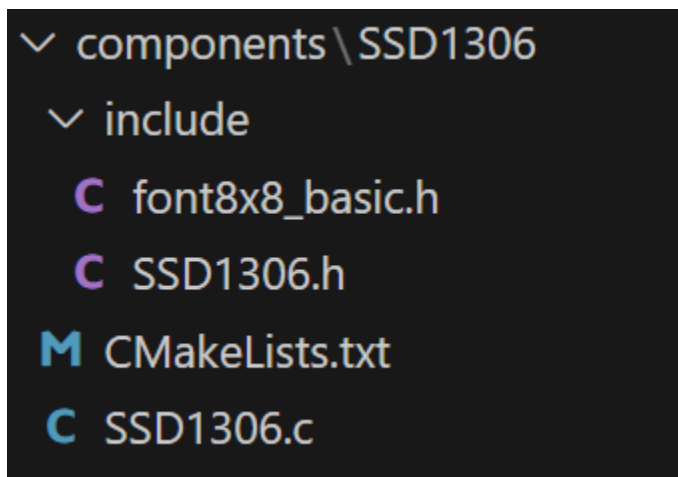 components\SSD1306
include
C font8x8_basic.h
C SSD1306.h
M CMakeLists.txt
C SSD1306.c